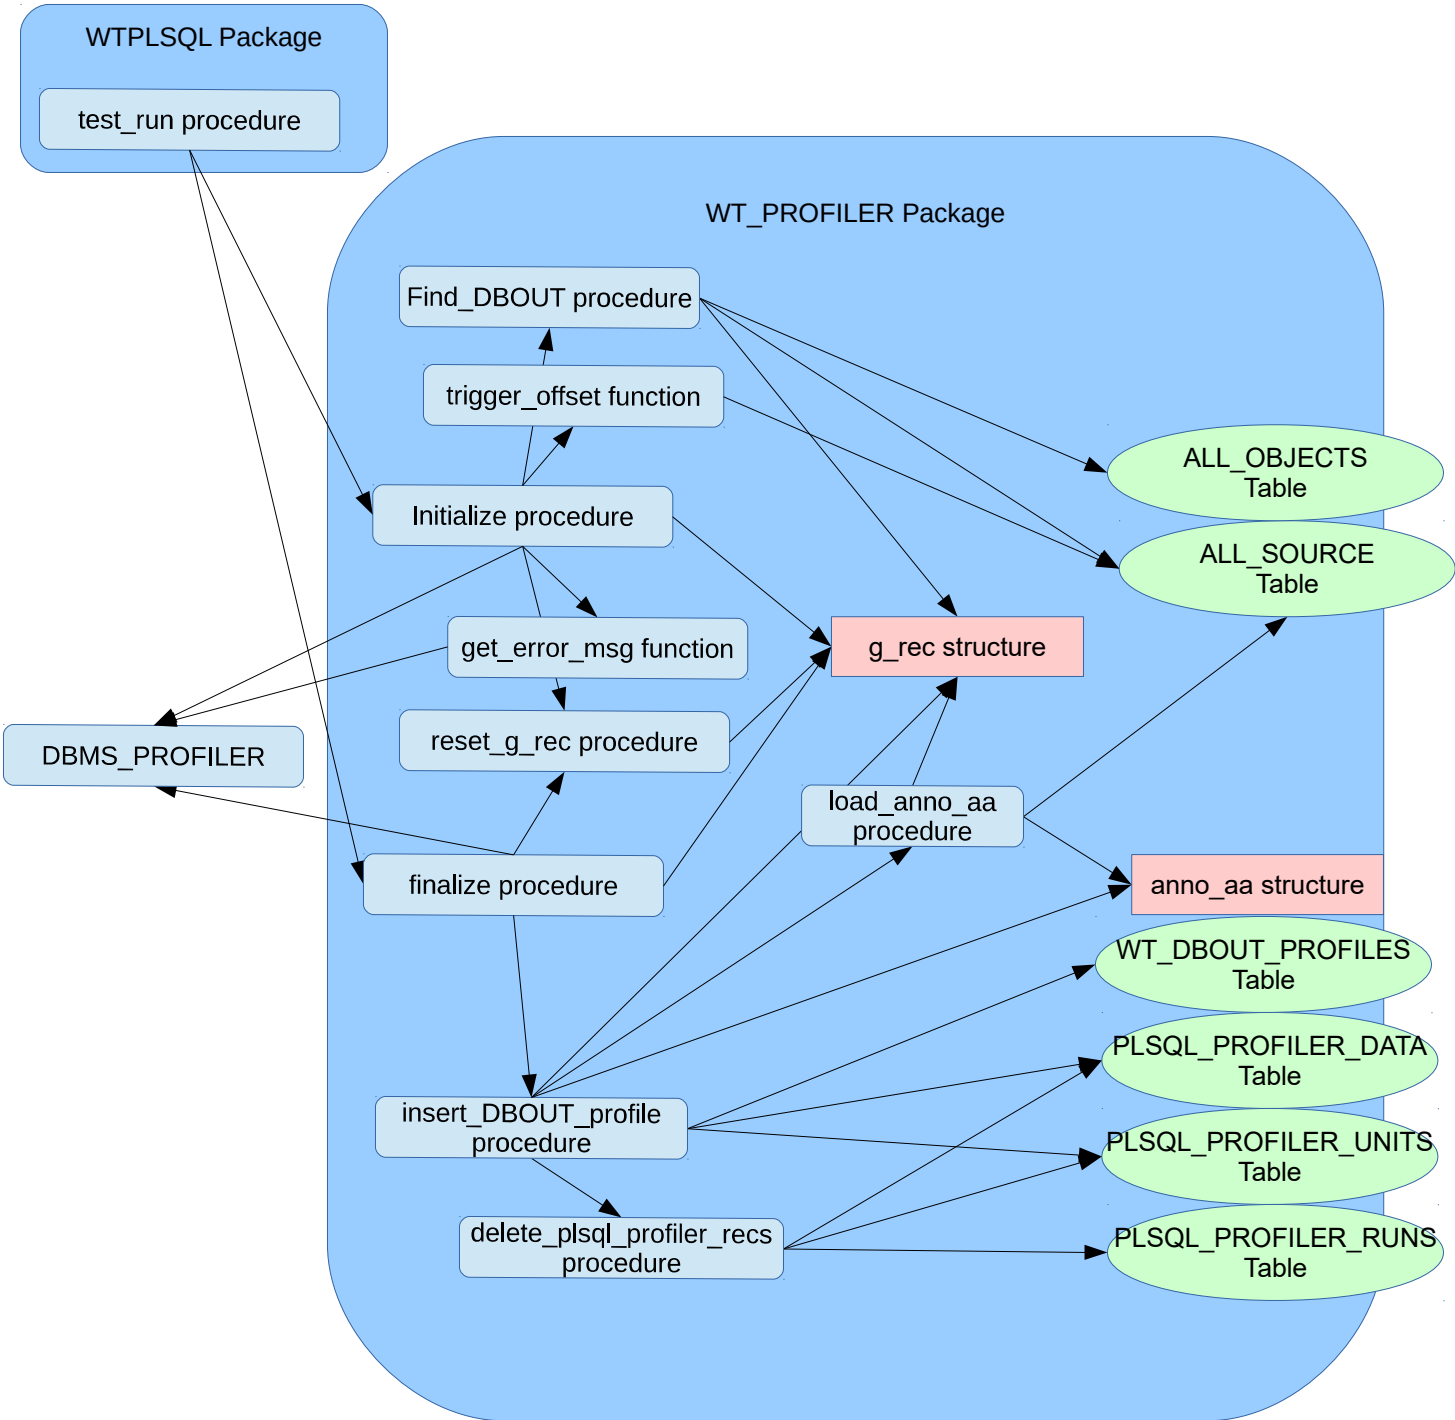 WTPLSQL Package
test_run procedure
WT_PROFILER Package
Find_DBOUT procedure
trigger_offset function
ALL_OBJECTS
Table
Initialize procedure
ALL_SOURCE
Table
get_error_msg function
g_rec structure
reset_g_rec procedure
DBMS_PROFILER
load_anno_aa
procedure
finalize procedure
anno_aa structure
WT_DBOUT_PROFILES
Table
PLSQL_PROFILER_DATA
Table
insert_DBOUT_profile
procedure
PLSQL_PROFILER_UNITS
Table
delete_plsql_profiler_recs
procedure
PLSQL_PROFILER_RUNS
Table